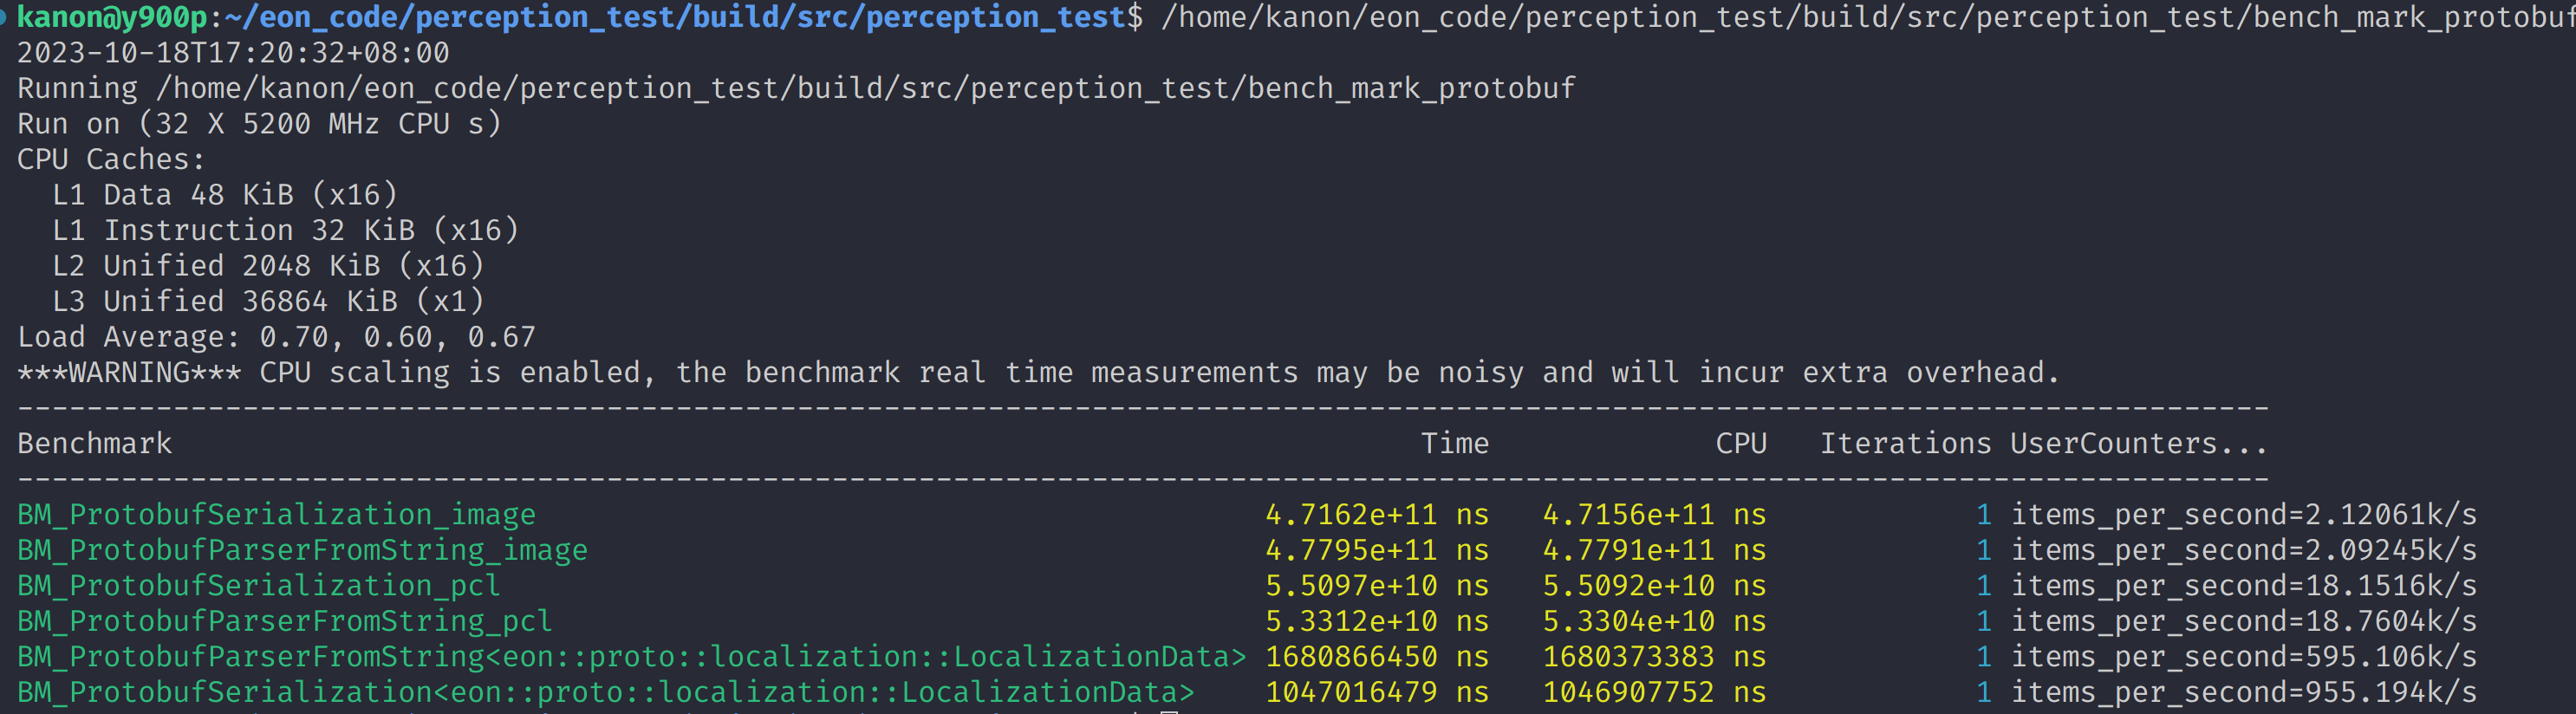 kanon@y900p:~/eon_code/perception_test/build/src/perception_test$ /home/kanon/eon_code/perception_test/build/src/perception_test/bench_mark_protobuf
2023-10-18T17:20:32+08:00
Running /home/kanon/eon_code/perception_test/build/src/perception_test/bench_mark_protobuf
Run on (32 X 5200 MHz CPU s)
CPU Caches:
  L1 Data 48 KiB (x16)
  L1 Instruction 32 KiB (x16)
  L2 Unified 2048 KiB (x16)
  L3 Unified 36864 KiB (x1)
Load Average: 0.70, 0.60, 0.67
***WARNING*** CPU scaling is enabled, the benchmark real time measurements may be noisy and will incur extra overhead.
----------------------------------------------------------------------------------------------------------------------------------
Benchmark Time CPU Iterations UserCounters...
----------------------------------------------------------------------------------------------------------------------------------
BM_ProtobufSerialization_image 4.7162e+11 ns 4.7156e+11 ns 1 items_per_second=2.12061k/s
BM_ProtobufParserFromString_image 4.7795e+11 ns 4.7791e+11 ns 1 items_per_second=2.09245k/s
BM_ProtobufSerialization_pcl 5.5097e+10 ns 5.5092e+10 ns 1 items_per_second=18.1516k/s
BM_ProtobufParserFromString_pcl 5.3312e+10 ns 5.3304e+10 ns 1 items_per_second=18.7604k/s
BM_ProtobufParserFromString<eon::proto::localization::LocalizationData> 1680866450 ns 1680373383 ns 1 items_per_second=595.106k/s
BM_ProtobufSerialization<eon::proto::localization::LocalizationData> 1047016479 ns 1046907752 ns 1 items_per_second=955.194k/s